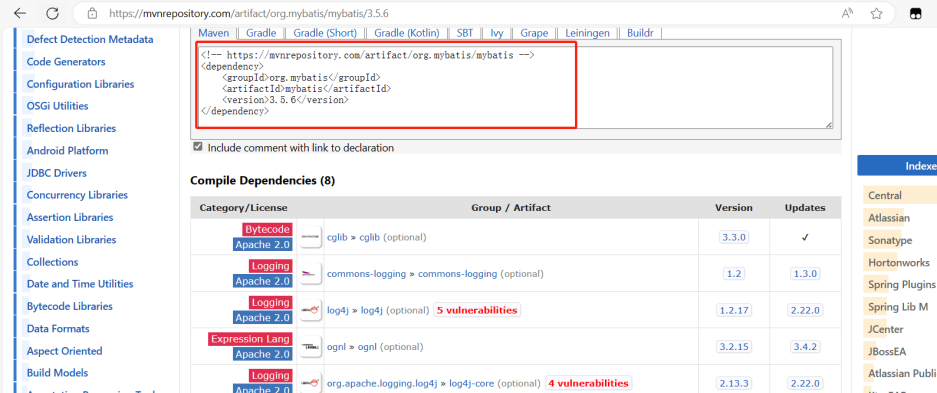 https://mvnrepository.com/artifact/org.mybatis/mybatis/3.5.6
Defect Detection Metadata
Code Generators
Configuration Libraries
OSGi Utilities
Reflection Libraries
Android Platform
JDBC Drivers
Concurrency Libraries
Assertion Libraries
Validation Libraries
Collections
Date and Time Utilities
Bytecode Libraries
Data Formats
Aspect Oriented
Build Models
Maven Gradle Gradle (Short) Gradle (Kotlin) SBT Ivy Grape Leiningen Buildr
<!-- https://mvnrepository.com/artifact/org.mybatis/mybatis -->
<dependency>
    <groupId>org.mybatis</groupId>
    <artifactId>mybatis</artifactId>
    <version>3.5.6</version>
</dependency>
Include comment with link to declaration
Compile Dependencies (8)
Category/License Group / Artifact Version Updates
Bytecode
Apache 2.0
cglib » cglib (optional) 3.3.0 ✓
Logging
Apache 2.0
commons-logging » commons-logging (optional) 1.2 1.3.0
Logging
Apache 2.0
log4j » log4j (optional) 5 vulnerabilities 1.2.17 2.22.0
Expression Lang
Apache 2.0
ognl » ognl (optional) 3.2.15 3.4.2
Logging
Apache 2.0
org.apache.logging.log4j » log4j-core (optional) 4 vulnerabilities 2.13.3 2.22.0
Indexe
Central
Atlassian
Sonatype
Hortonworks
Spring Plugins
Spring Lib M
JCenter
JBossEA
Atlassian Publi